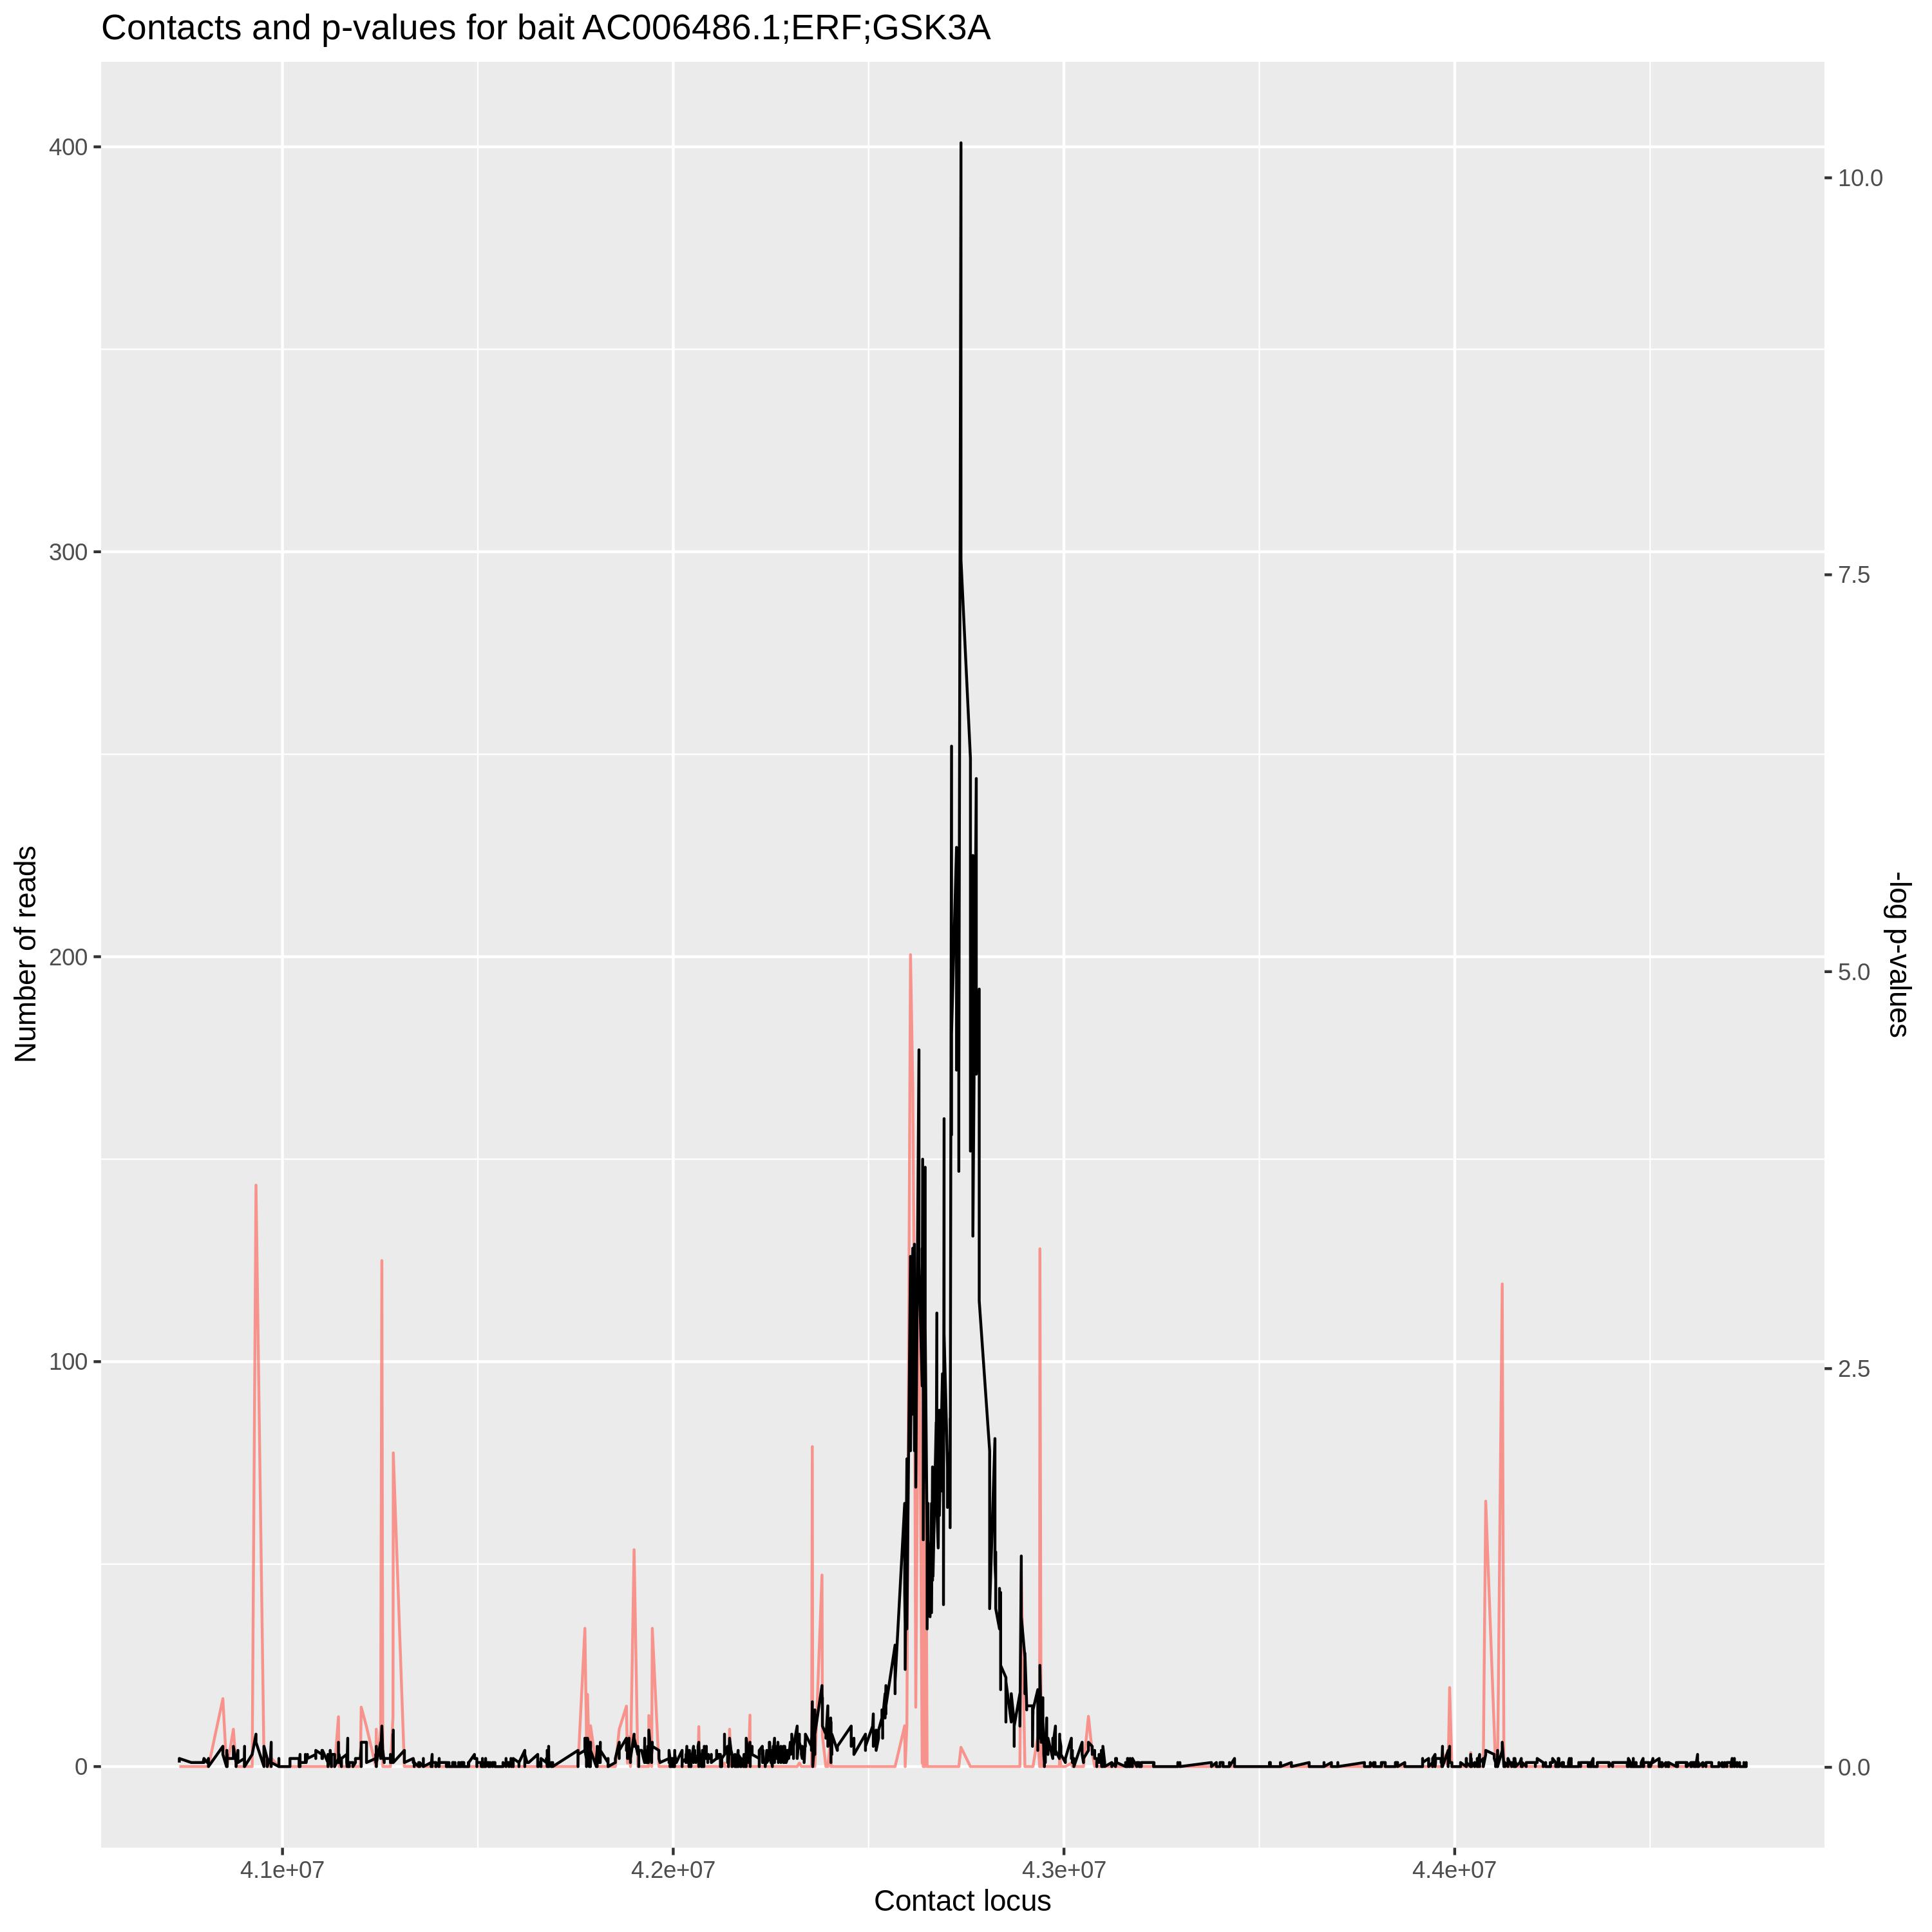 Contacts and p-values for bait AC006486.1;ERF;GSK3A
400
300
200
100
0
Number of reads
10.0
7.5
5.0
2.5
0.0
-log p-values
4.1e+07
4.2e+07
4.3e+07
4.4e+07
Contact locus